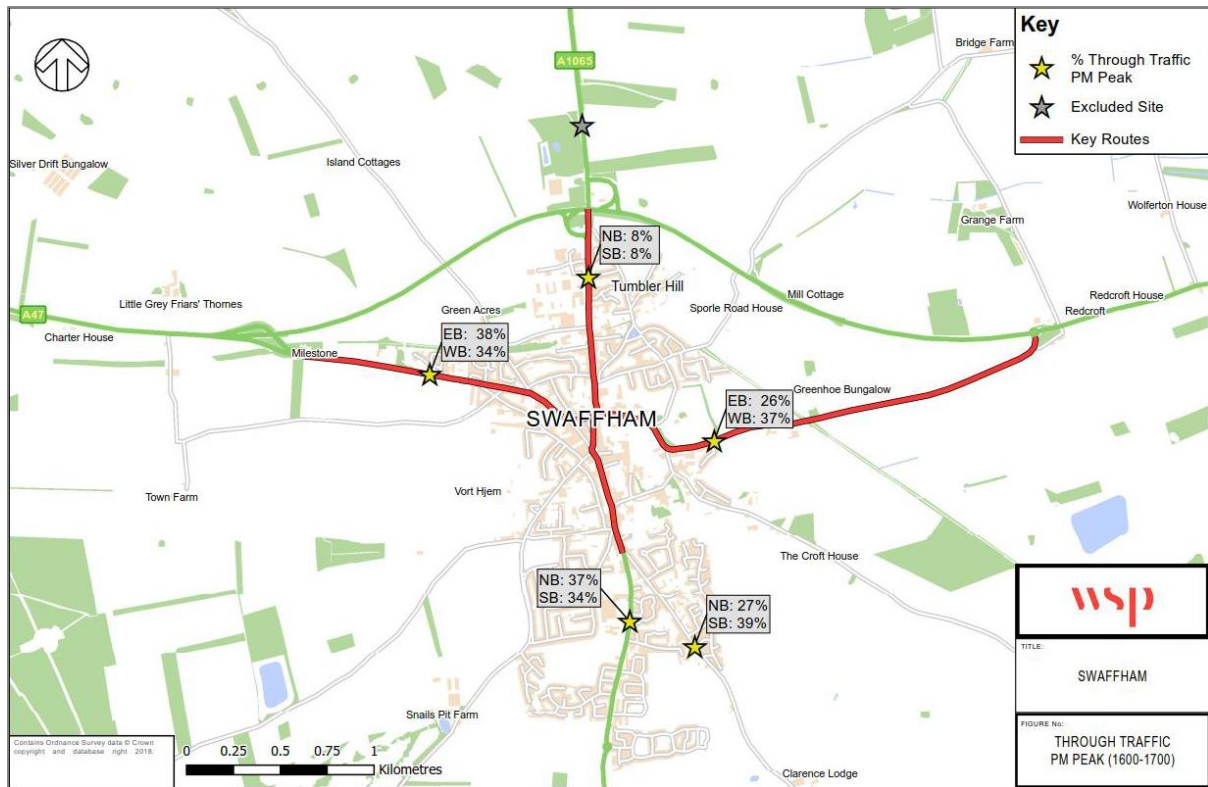 A1065
Bridge Farm
Key
% Through Traffic
PM Peak
Excluded Site
Key Routes
Silver Drift Bungalow
Island Cottages
Grange Farm
Wolferton House
NB: 8%
SB: 8%
Tumbler Hill
Little Grey Friars' Thornes
Green Acres
Sporle Road House
Mill Cottage
Redcroft House
Redcroft
A47
Charter House
Milestone
EB: 38%
WB: 34%
Greenhoe Bungalow
SWAFFHAM
EB: 26%
WB: 37%
Town Farm
Vort Hjem
The Croft House
NB: 37%
SB: 34%
NB: 27%
SB: 39%
wsp
TITLE:
SWAFFHAM
Snails Pit Farm
Clarence Lodge
FIGURE No:
THROUGH TRAFFIC
PM PEAK (1600-1700)
Contains Ordnance Survey data © Crown
copyright and database right 2018.
0 0.25 0.5 0.75 1
Kilometres